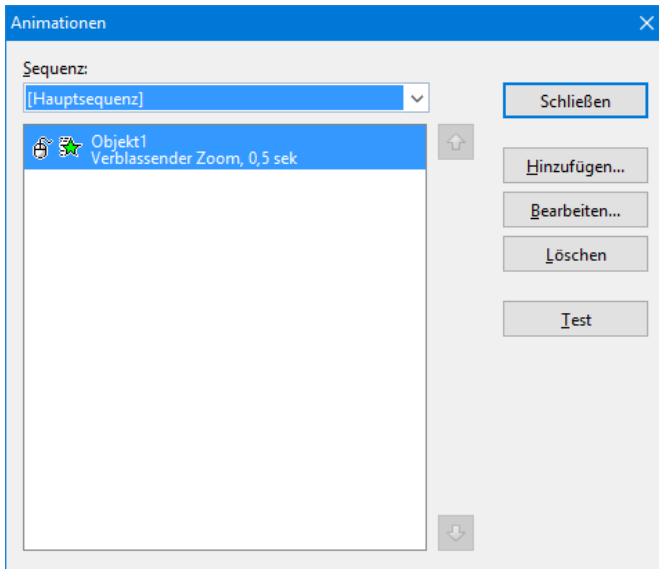 Animationen
Sequenz:
[Hauptsequenz]
Schließen
Objekt1
Verblassender Zoom, 0,5 sek
Hinzufügen...
Bearbeiten...
Löschen
Test